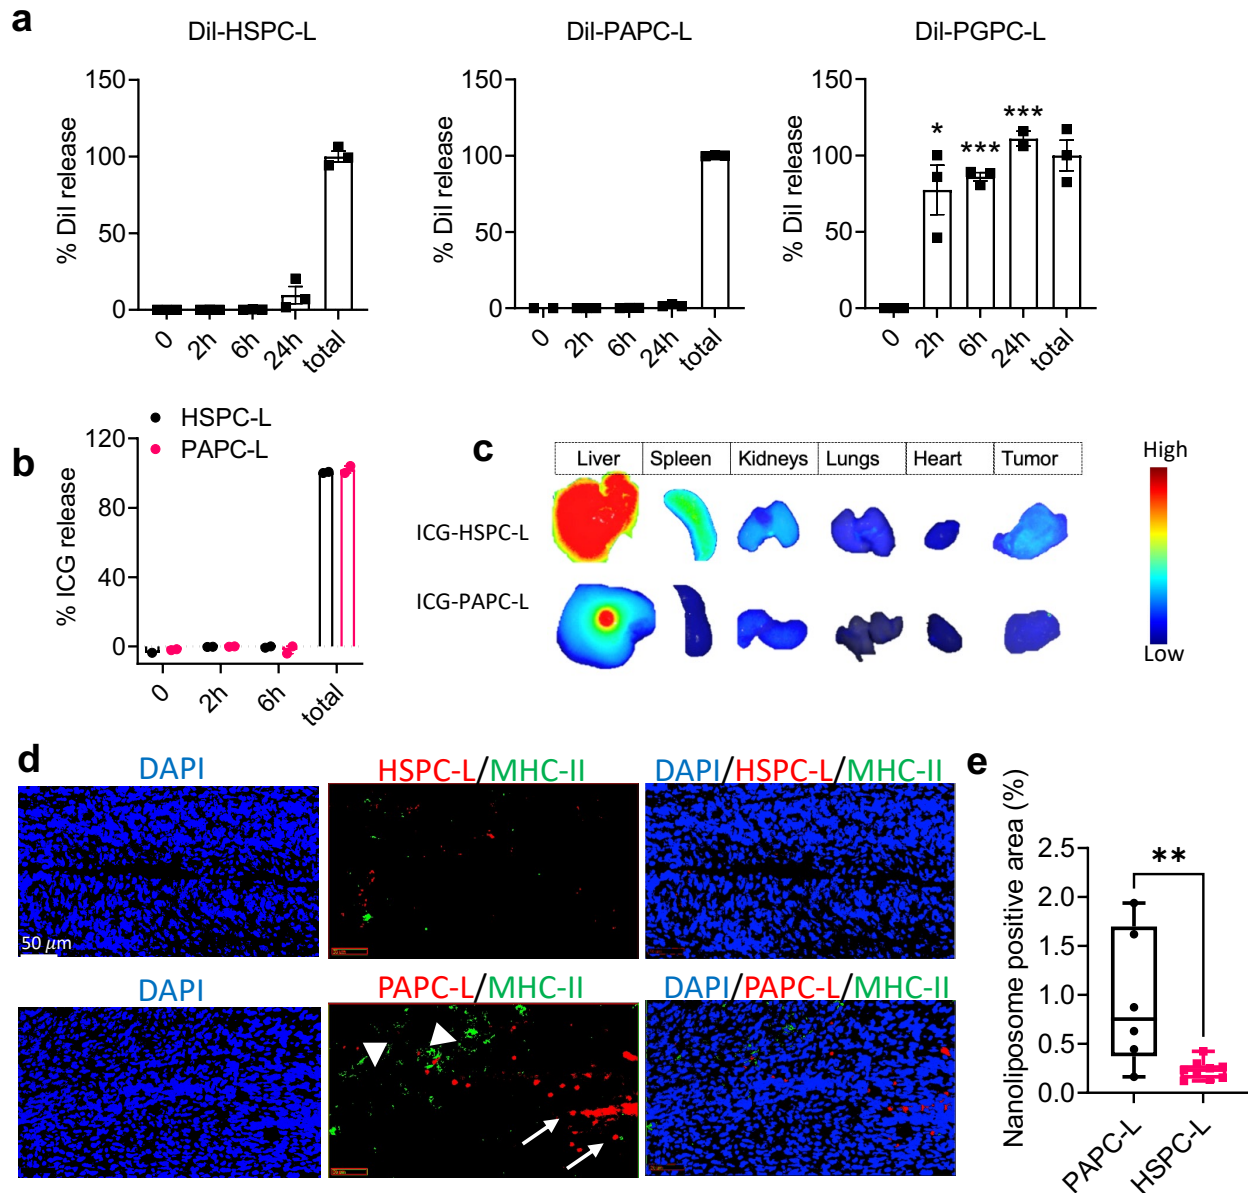 a
DiI-HSPC-L
DiI-PAPC-L
DiI-PGPC-L
% DiI release
150
100
50
0
0
2h
6h
24h
total
% DiI release
150
100
50
0
0
2h
6h
24h
total
% DiI release
150
100
50
0
*
***
***
0
2h
6h
24h
total
b
HSPC-L
PAPC-L
% ICG release
120
80
40
0
0
2h
6h
total
c
Liver Spleen Kidneys Lungs Heart Tumor
ICG-HSPC-L
ICG-PAPC-L
High
Low
d
DAPI
HSPC-L/MHC-II
DAPI/HSPC-L/MHC-II
50 μm
DAPI
PAPC-L/MHC-II
DAPI/PAPC-L/MHC-II
e
Nanoliposome positive area (%)
2.5
2.0
1.5
1.0
0.5
0.0
**
PAPC-L
HSPC-L